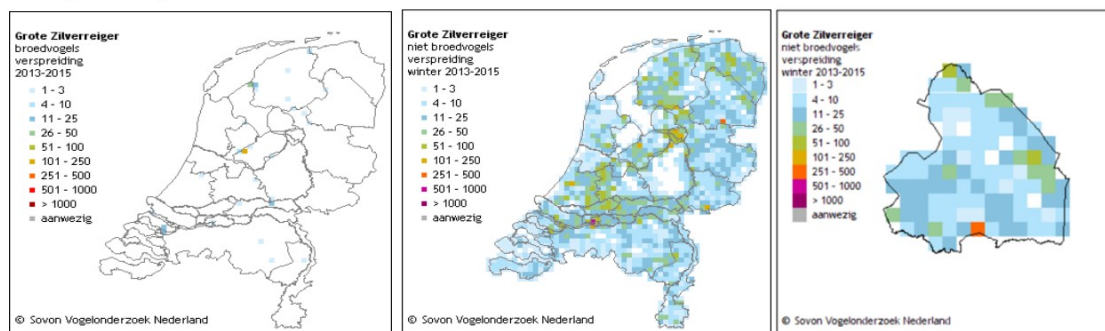 Grote Zilverreiger
broedvogels
verspreiding
2013-2015
1 - 3
4 - 10
11 - 25
26 - 50
51 - 100
101 - 250
251 - 500
501 - 1000
> 1000
aanwezig
© Sovon Vogelonderzoek Nederland
Grote Zilverreiger
niet broedvogels
verspreiding
winter 2013-2015
1 - 3
4 - 10
11 - 25
26 - 50
51 - 100
101 - 250
251 - 500
501 - 1000
> 1000
aanwezig
© Sovon Vogelonderzoek Nederland
Grote Zilverreiger
niet broedvogels
verspreiding
winter 2013-2015
1 - 3
4 - 10
11 - 25
26 - 50
51 - 100
101 - 250
251 - 500
501 - 1000
> 1000
aanwezig
© Sovon Vogelonderzoek Nederland